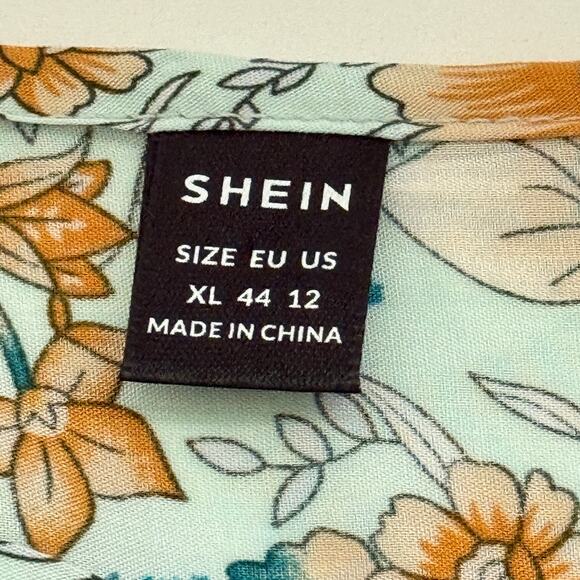 SHEIN
SIZE EU US
XL 44 12
MADE IN CHINA